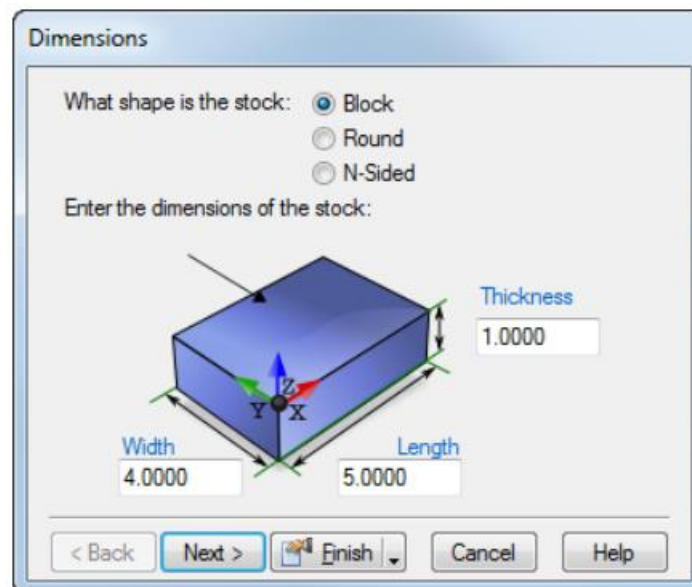 Dimensions
What shape is the stock: Block
Round
N-Sided
Enter the dimensions of the stock:
Thickness
1.0000
Z
Y X
Width Length
4.0000 5.0000
< Back Next > Finish Cancel Help